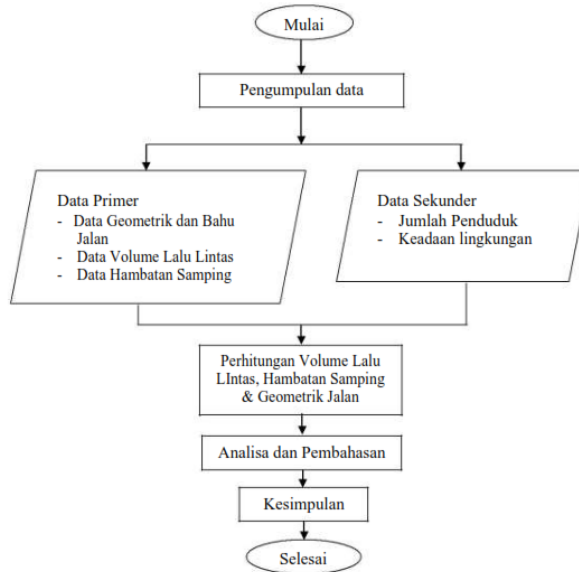 Mulai
Pengumpulan data
Data Primer
- Data Geometrik dan Bahu
Jalan
- Data Volume Lalu Lintas
- Data Hambatan Samping
Data Sekunder
- Jumlah Penduduk
- Keadaan lingkungan
Perhitungan Volume Lalu
LIntas, Hambatan Samping
& Geometrik Jalan
Analisa dan Pembahasan
Kesimpulan
Selesai